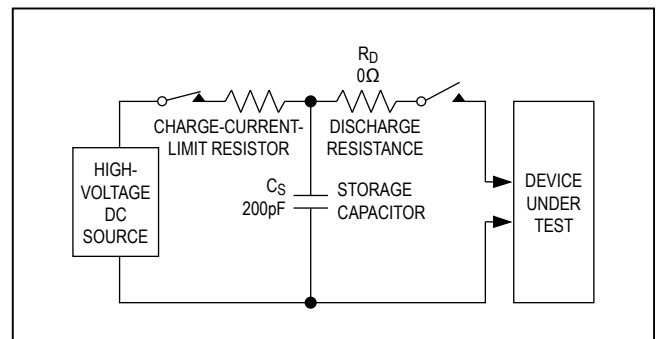 RD
0Ω
CHARGE-CURRENT-
LIMIT RESISTOR
DISCHARGE
RESISTANCE
HIGH-
VOLTAGE
DC
SOURCE
CS
200pF
STORAGE
CAPACITOR
DEVICE
UNDER
TEST